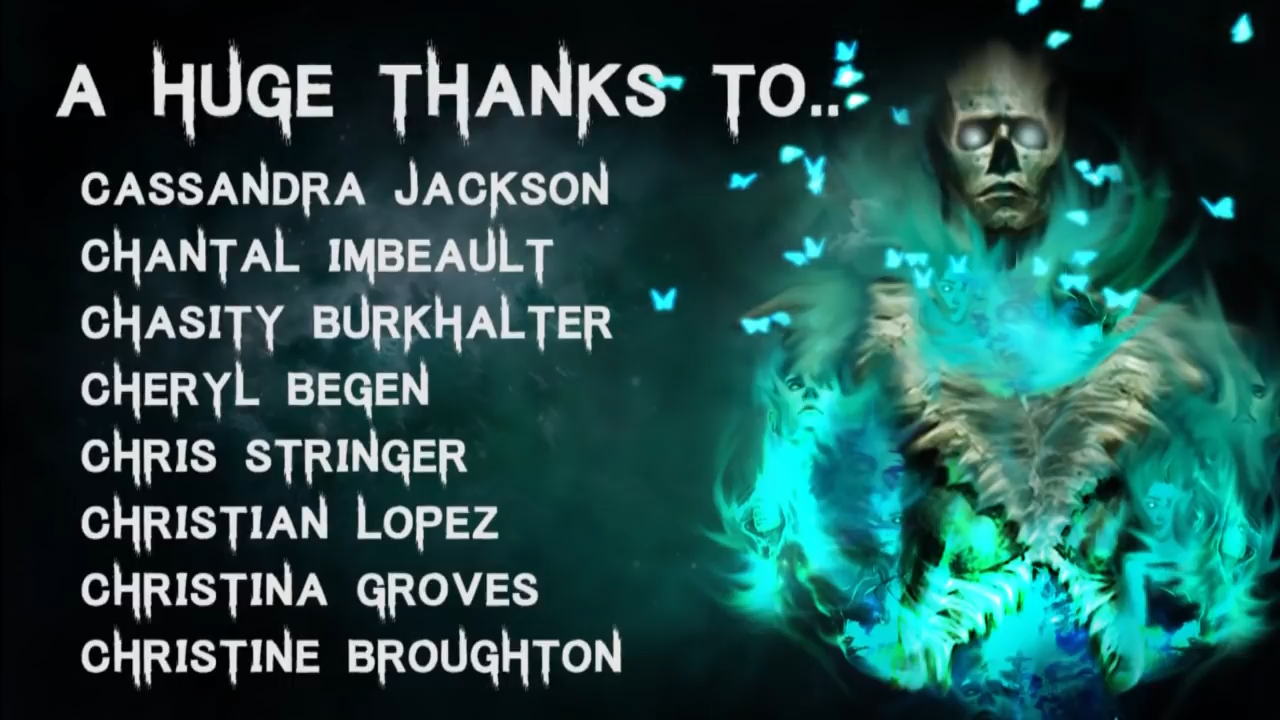 A HUGE THANKS TO..
CASSANDRA JACKSON
CHANTAL IMBEAULT
CHASITY BURKHALTER
CHERYL BEGEN
CHRIS STRINGER
CHRISTIAN LOPEZ
CHRISTINA GROVES
CHRISTINE BROUGHTON